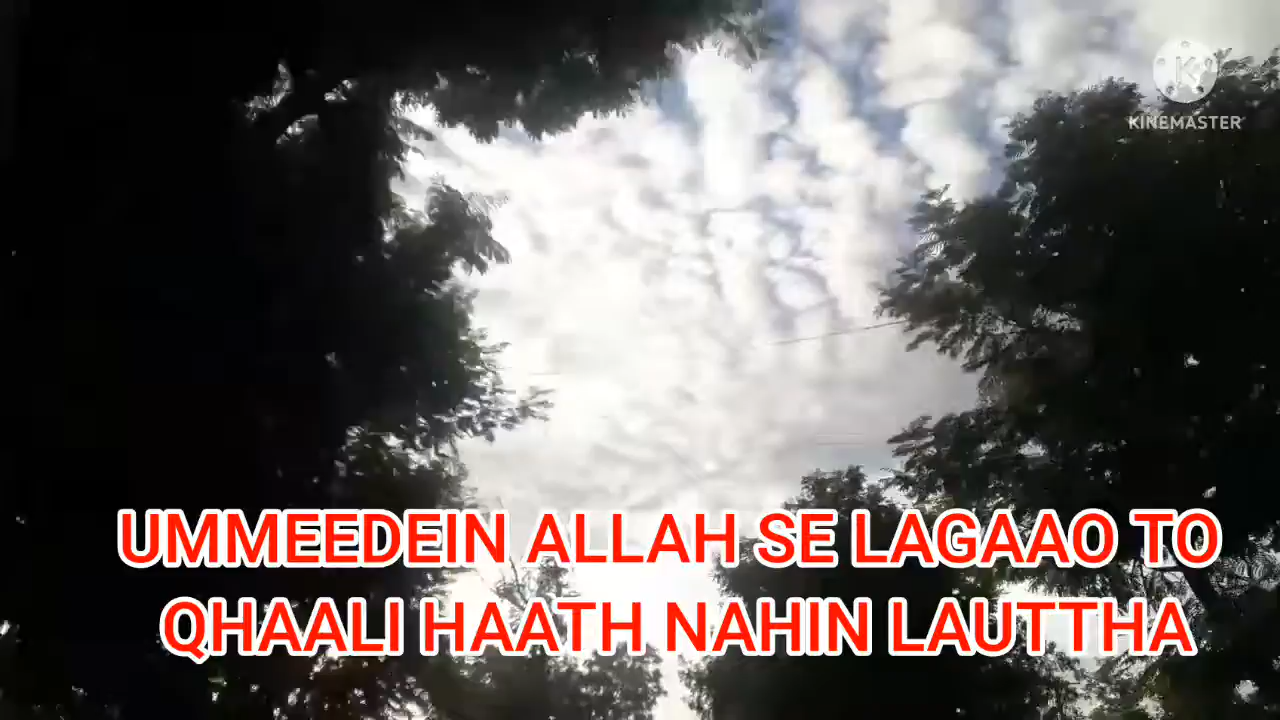 KINEMASTER
UMMEEDEIN ALLAH SE LAGAAO TO
QHAALI HAATH NAHIN LAUTTHA